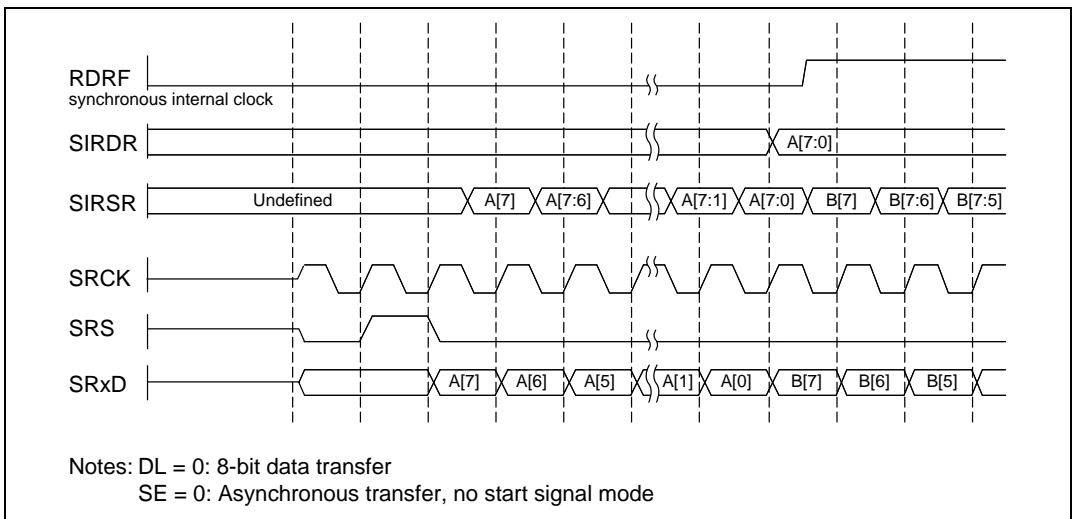 RDRF
synchronous internal clock
SIRDR A[7:0]
SIRSR Undefined A[7] A[7:6] A[7:1] A[7:0] B[7] B[7:6] B[7:5]
SRCK
SRS
SRxD A[7] A[6] A[5] A[1] A[0] B[7] B[6] B[5]
Notes: DL = 0: 8-bit data transfer
SE = 0: Asynchronous transfer, no start signal mode